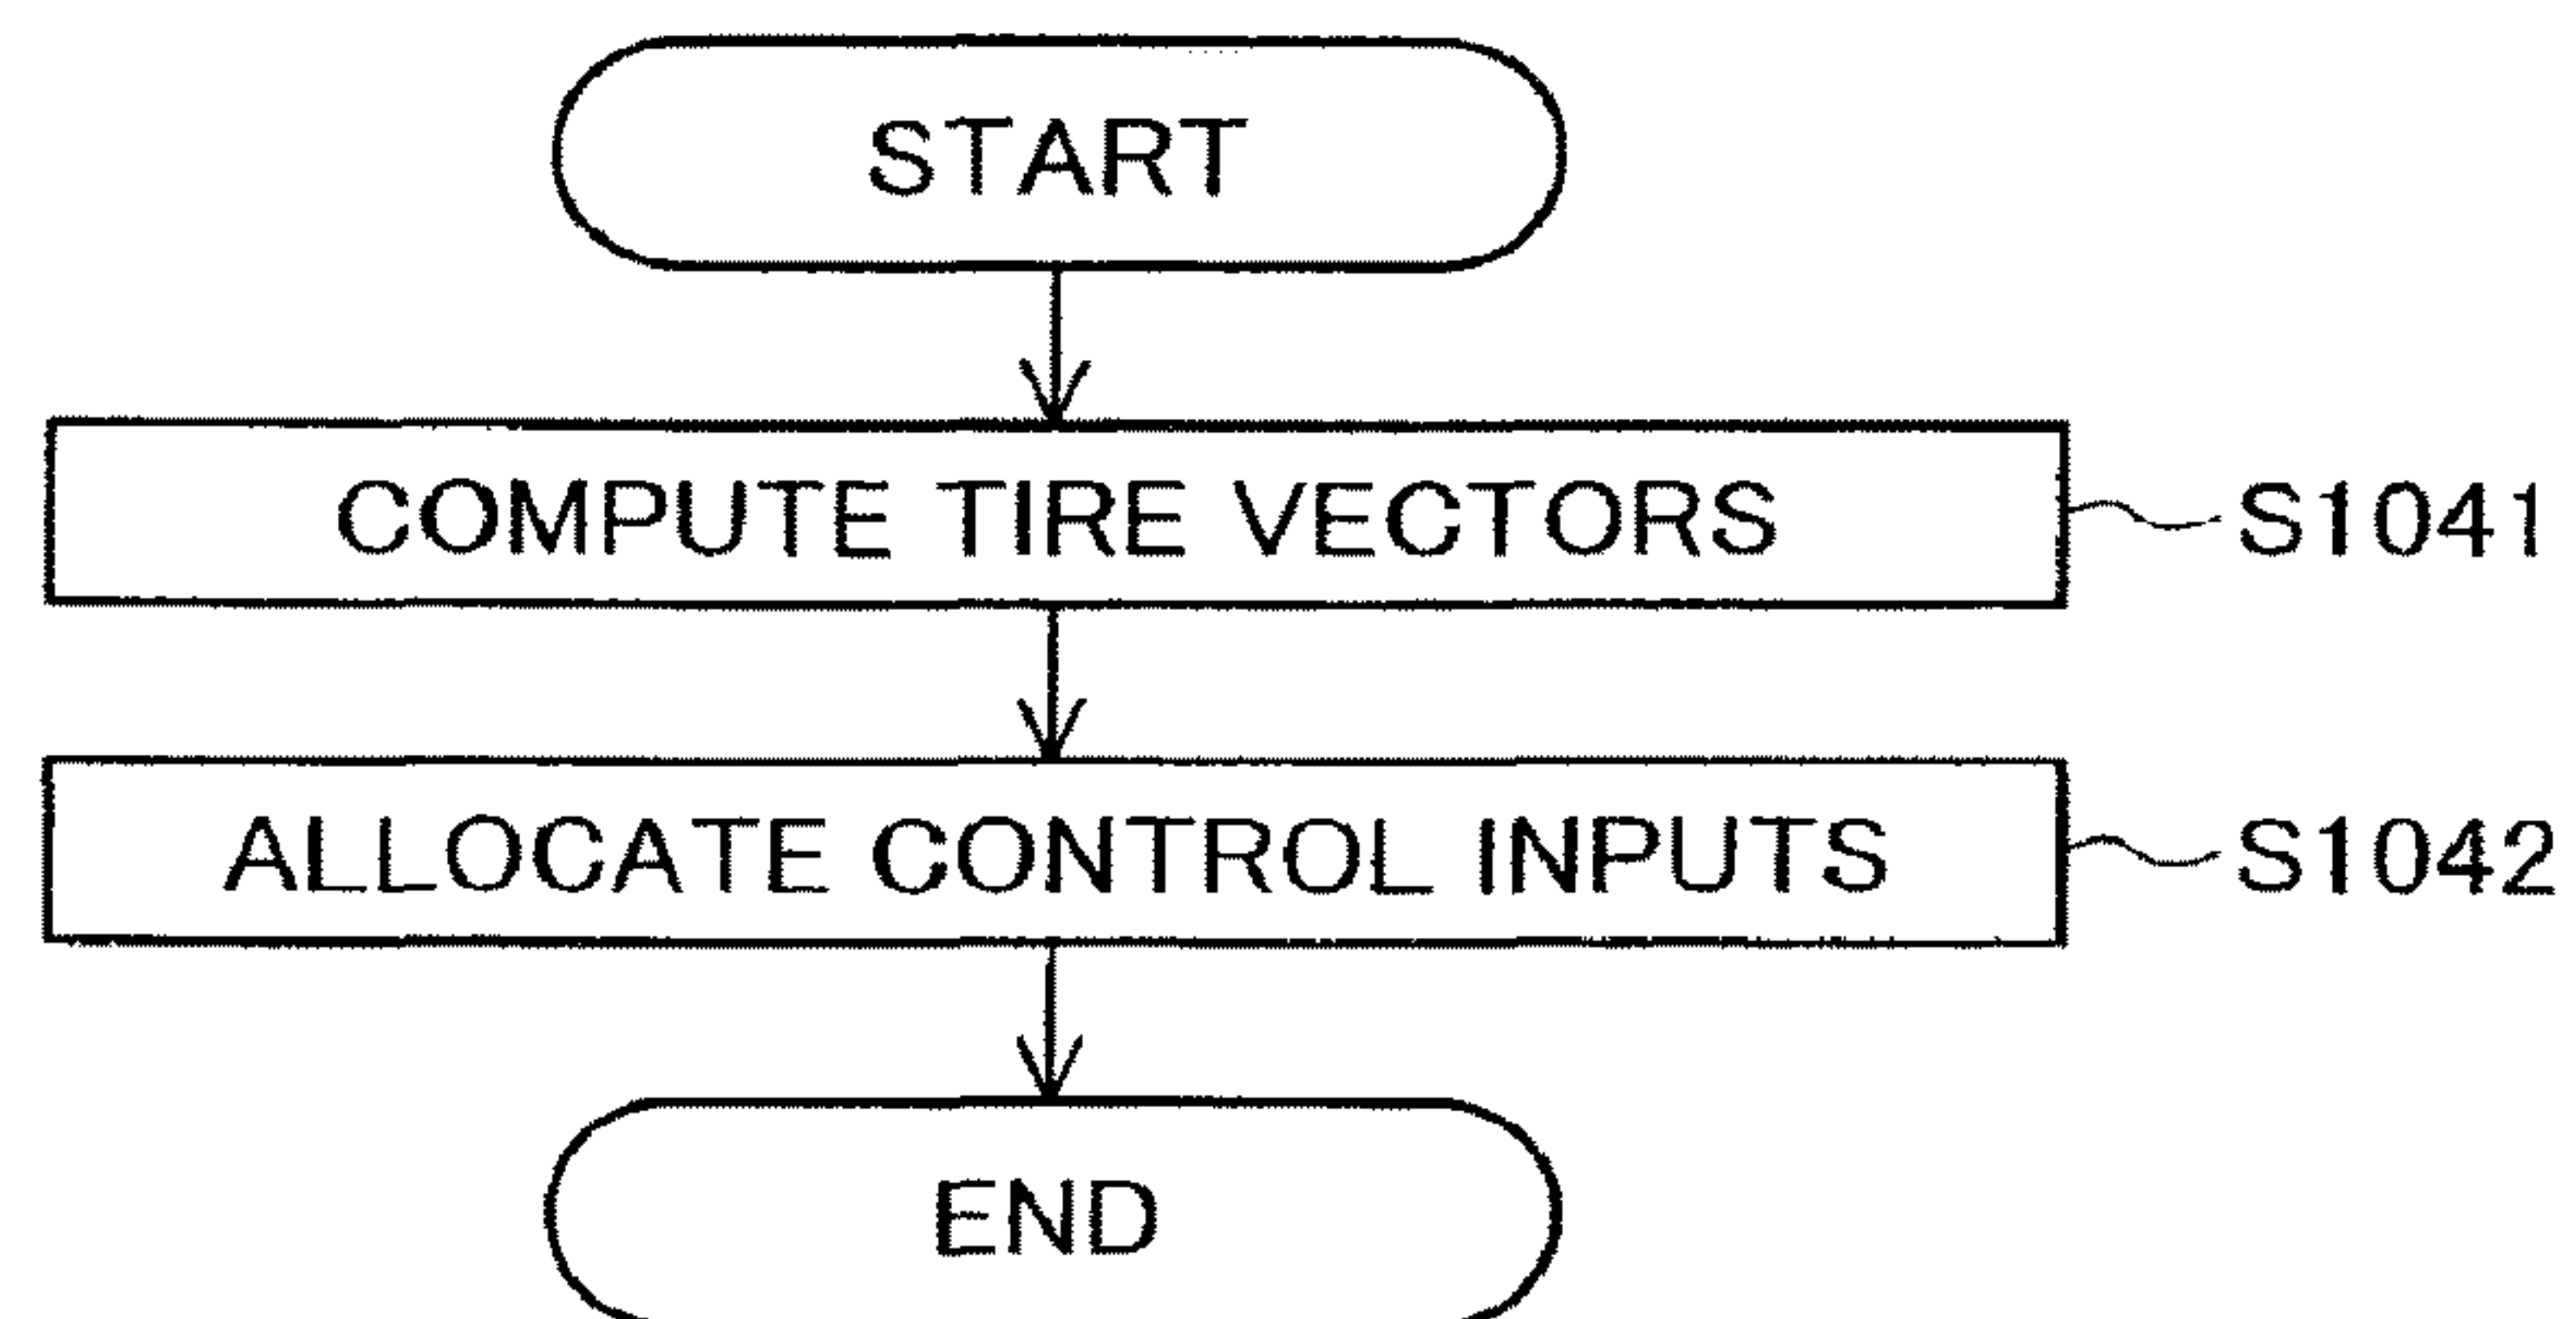 START
COMPUTE TIRE VECTORS S1041
ALLOCATE CONTROL INPUTS S1042
END